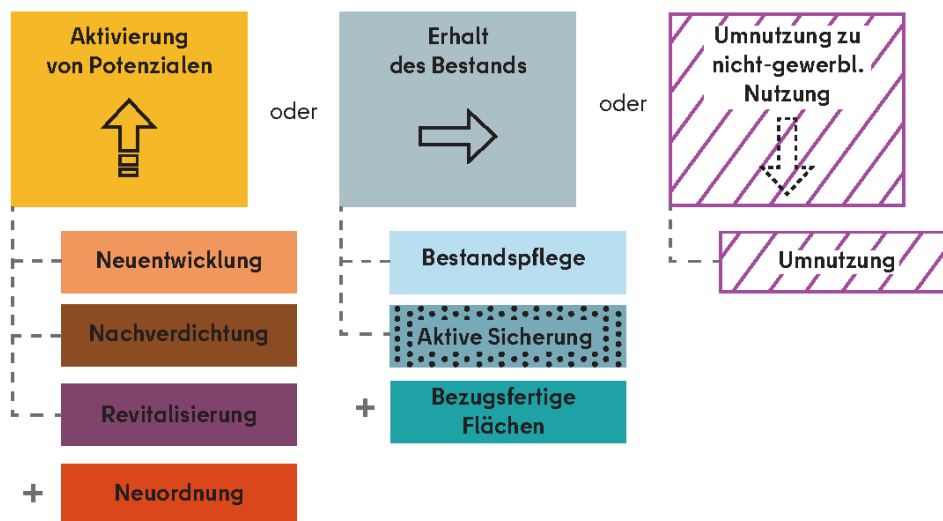 Aktivierung
von Potenzialen
oder
Erhalt
des Bestands
oder
Umnutzung zu
nicht-gewerbl.
Nutzung
Neuentwicklung
Nachverdichtung
Revitalisierung
+ Neuordnung
Bestandspflege
Aktive Sicherung
+ Bezugsfertige
Flächen
Umnutzung